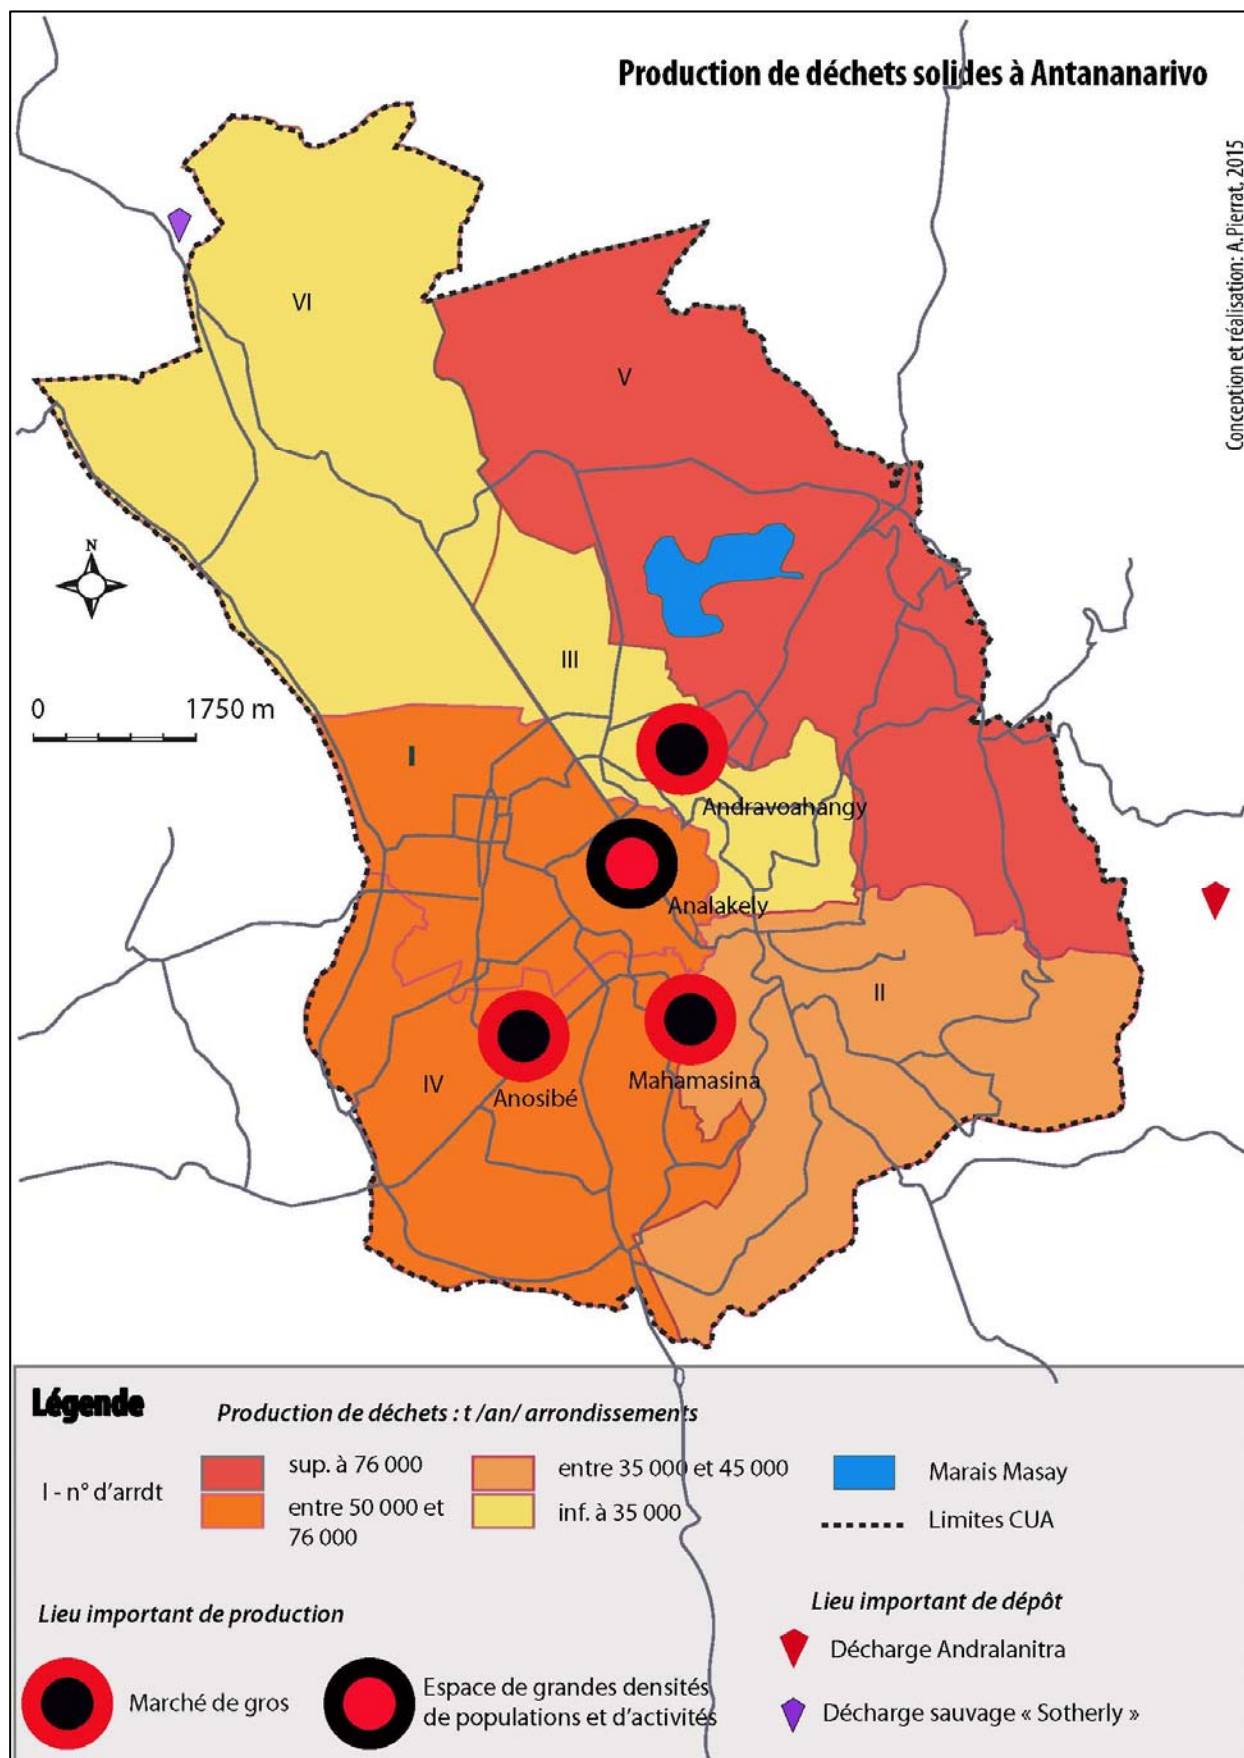 Production de déchets solides à Antananarivo
Conception et réalisation: A.Pierrat, 2015
VI
V
N
III
0 1750 m
I
Andravoahangy
Analakely
II
IV
Anosibé
Mahamasina
Légende
Production de déchets : t /an/ arrondissements
I - n° d'arrdt
sup. à 76 000
entre 50 000 et
76 000
entre 35 000 et 45 000
inf. à 35 000
Marais Masay
Limites CUA
Lieu important de production
Marché de gros
Espace de grandes densités
de populations et d'activités
Lieu important de dépôt
Décharge Andralanitra
Décharge sauvage « Sotherly »